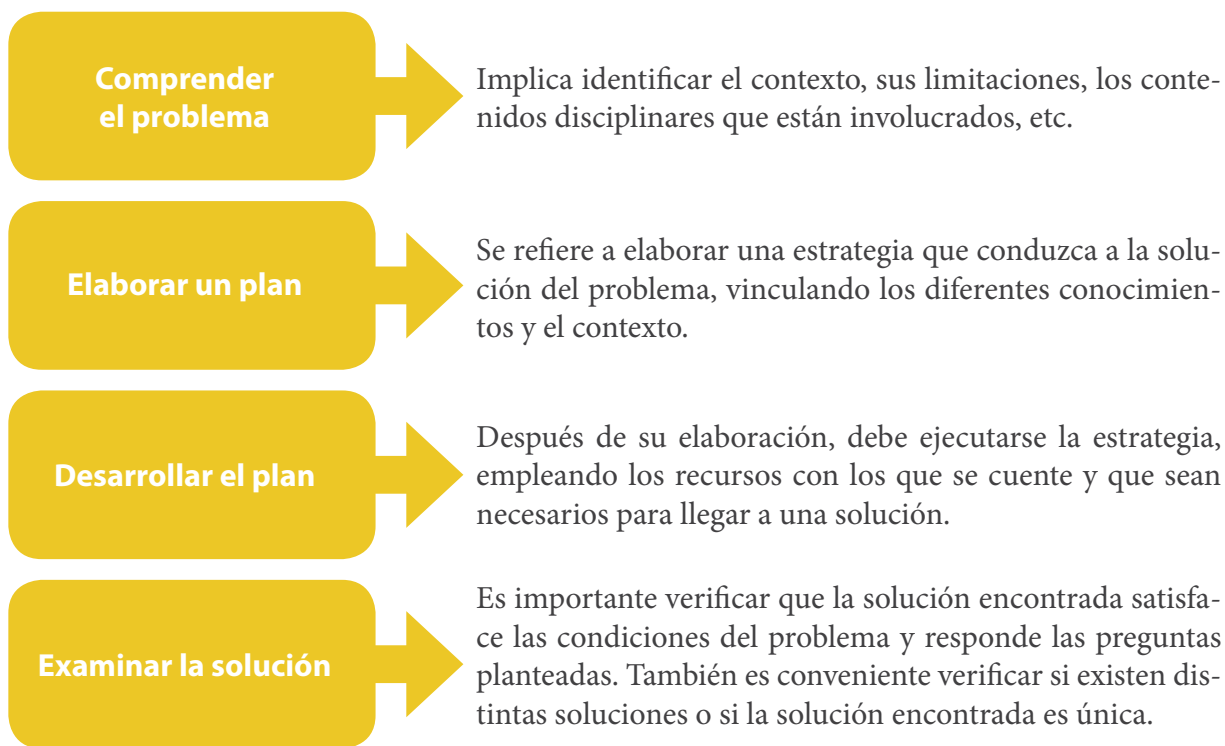 Comprender
el problema
Implica identificar el contexto, sus limitaciones, los conte-
nidos disciplinares que están involucrados, etc.
Elaborar un plan
Se refiere a elaborar una estrategia que conduzca a la solu-
ción del problema, vinculando los diferentes conocimien-
tos y el contexto.
Desarrollar el plan
Después de su elaboración, debe ejecutarse la estrategia,
empleando los recursos con los que se cuente y que sean
necesarios para llegar a una solución.
Examinar la solución
Es importante verificar que la solución encontrada satisfa-
ce las condiciones del problema y responde las preguntas
planteadas. También es conveniente verificar si existen dis-
tintas soluciones o si la solución encontrada es única.